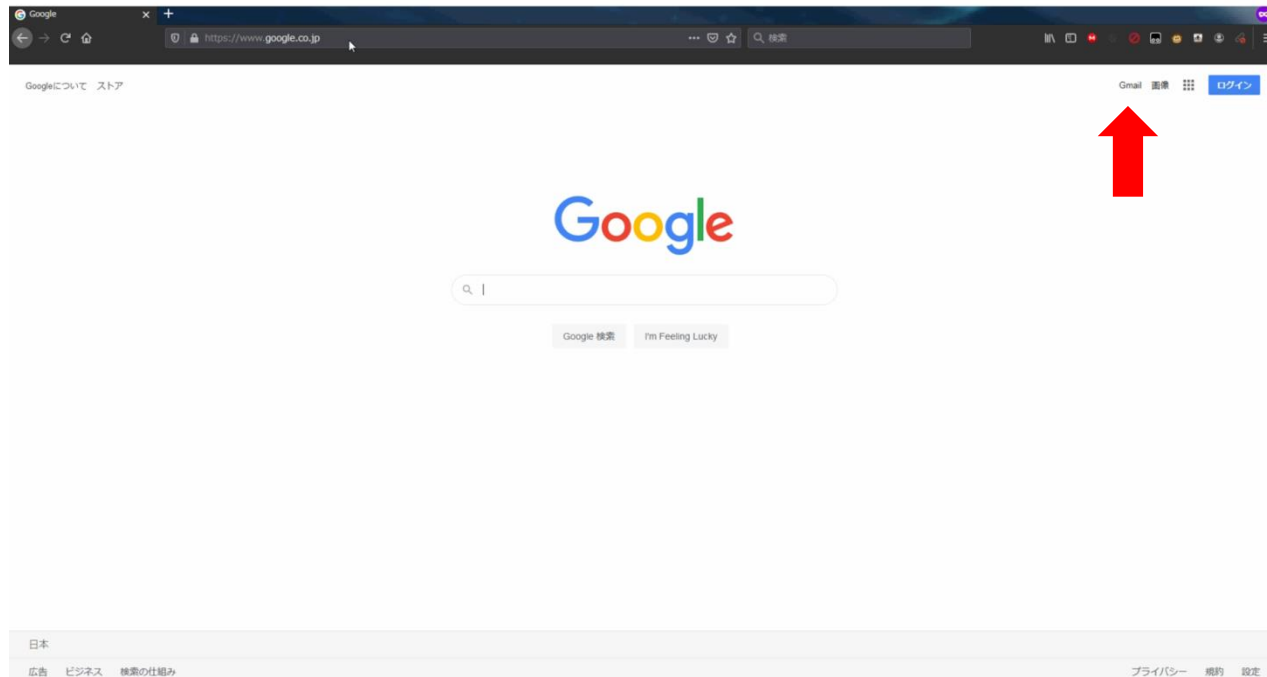 Google
https://www.google.co.jp
検索
Googleについて ストア
Gmail 画像 ログイン
Google
Google 検索 I'm Feeling Lucky
日本
広告 ビジネス 検索の仕組み
プライバシー 規約 設定